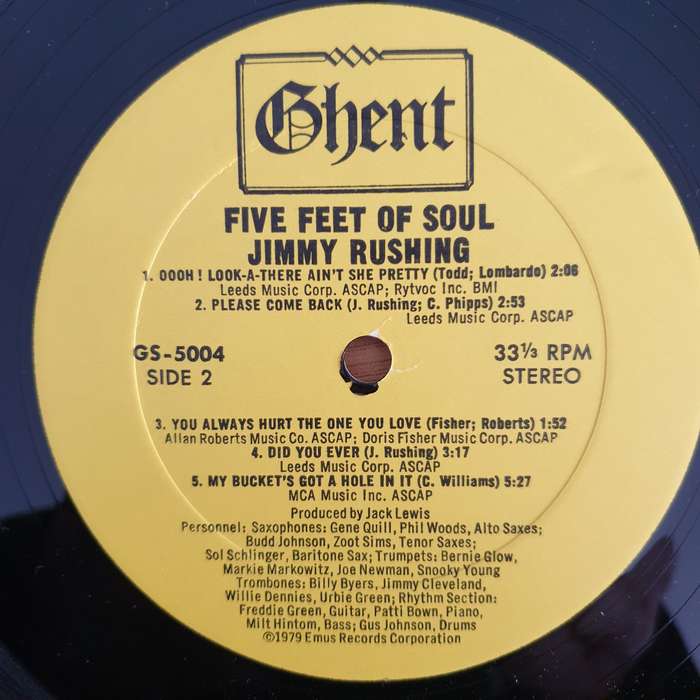 Ghent
FIVE FEET OF SOUL
JIMMY RUSHING
1. OOOH! LOOK-A-THERE AIN'T SHE PRETTY (Todd; Lombardo) 2:06
Leeds Music Corp. ASCAP; Rytvoc Inc. BMI
2. PLEASE COME BACK (J. Rushing; C. Phipps) 2:53
Leeds Music Corp. ASCAP
GS-5004
SIDE 2
33⅓ RPM
STEREO
3. YOU ALWAYS HURT THE ONE YOU LOVE (Fisher; Roberts) 1:52
Allan Roberts Music Co. ASCAP; Doris Fisher Music Corp. ASCAP
4. DID YOU EVER (J. Rushing) 3:17
Leeds Music Corp. ASCAP
5. MY BUCKET'S GOT A HOLE IN IT (C. Williams) 5:27
MCA Music Inc. ASCAP
Produced by Jack Lewis
Personnel: Saxophones: Gene Quill, Phil Woods, Alto Saxes;
Budd Johnson, Zoot Sims, Tenor Saxes;
Sol Schlinger, Baritone Sax; Trumpets: Bernie Glow,
Markie Markowitz, Joe Newman, Snooky Young
Trombones: Billy Byers, Jimmy Cleveland,
Willie Dennies, Urbie Green; Rhythm Section:
Freddie Green, Guitar, Patti Bown, Piano,
Milt Hintom, Bass; Gus Johnson, Drums
©1979 Emus Records Corporation